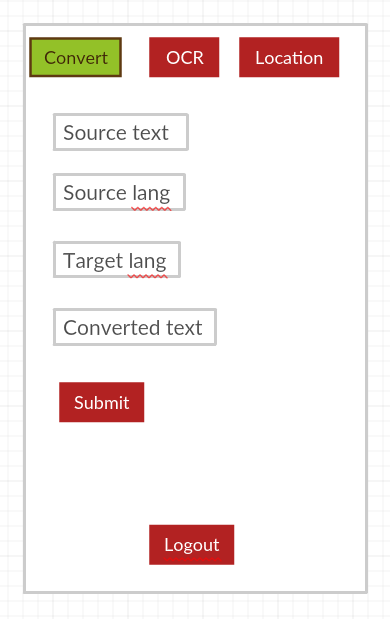 Convert OCR Location
Source text
Source lang
Target lang
Converted text
Submit
Logout